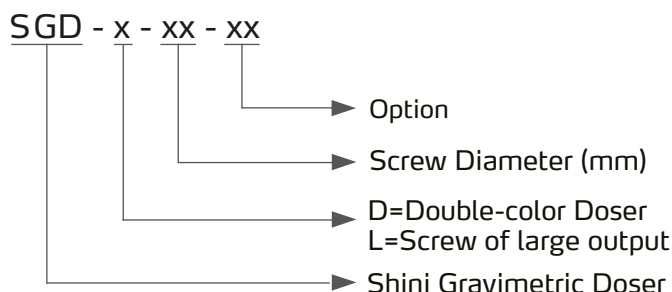 SGD - x - xx - xx
Option
Screw Diameter (mm)
D=Double-color Doser
L=Screw of large output
Shini Gravimetric Doser